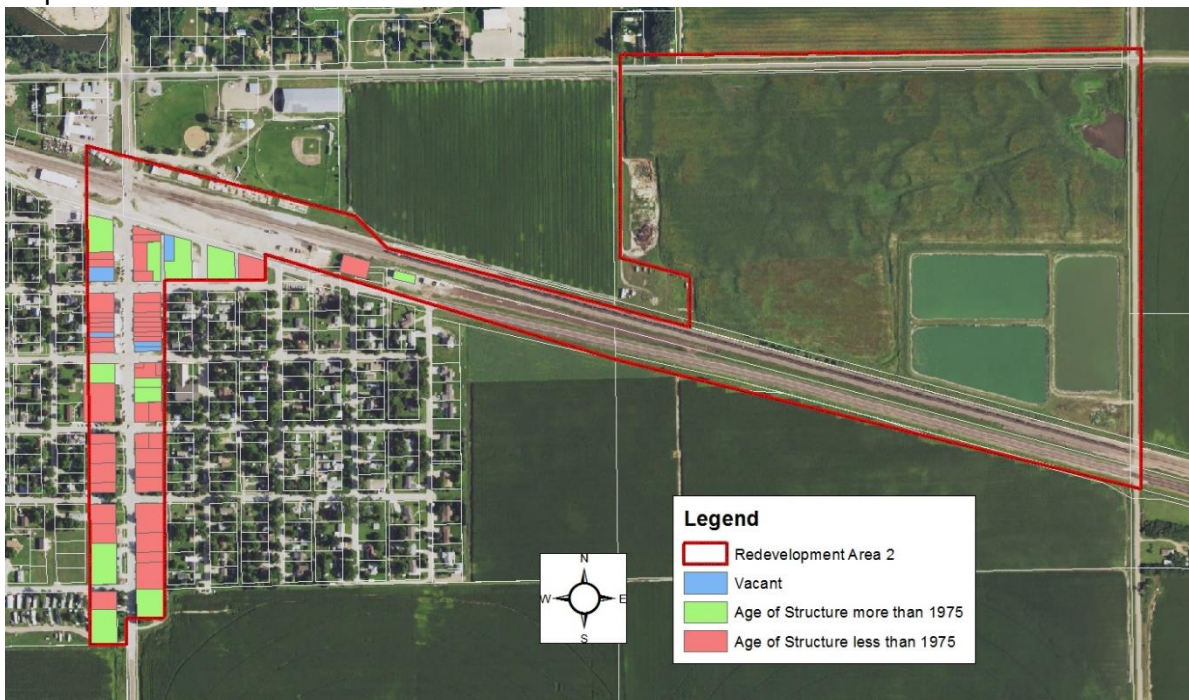 N
W E
S
Legend
Redevelopment Area 2
Vacant
Age of Structure more than 1975
Age of Structure less than 1975